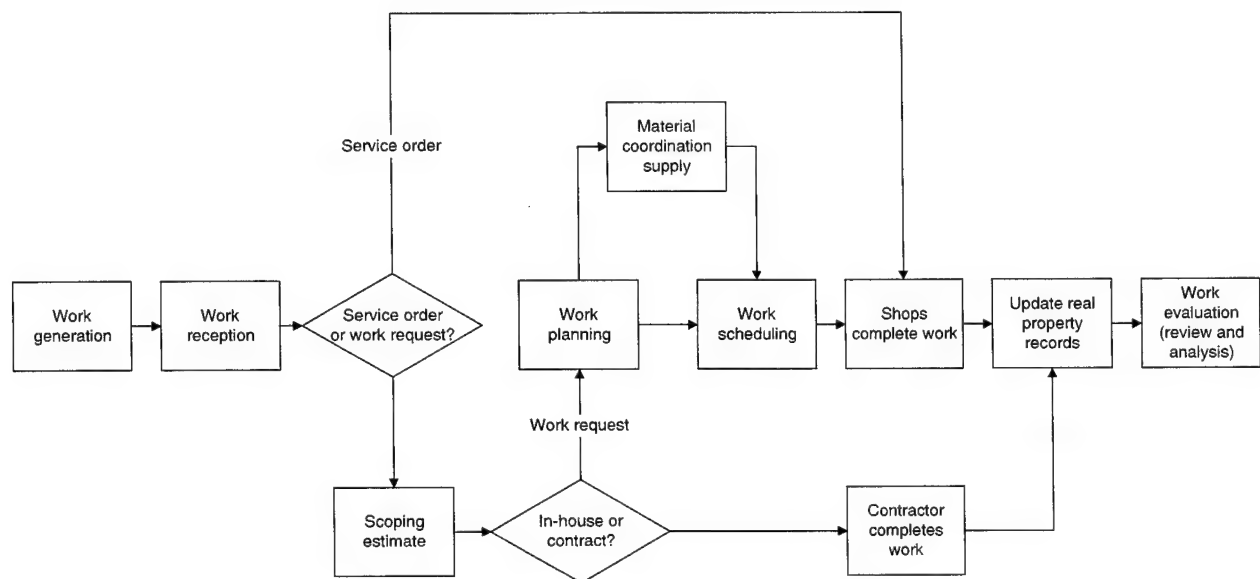 Service order
Material
coordination
supply
Work
generation
Work
reception
Service order
or work request?
Work
planning
Work
scheduling
Shops
complete work
Update real
property
records
Work
evaluation
(review and
analysis)
Work request
Scoping
estimate
In-house or
contract?
Contractor
completes
work